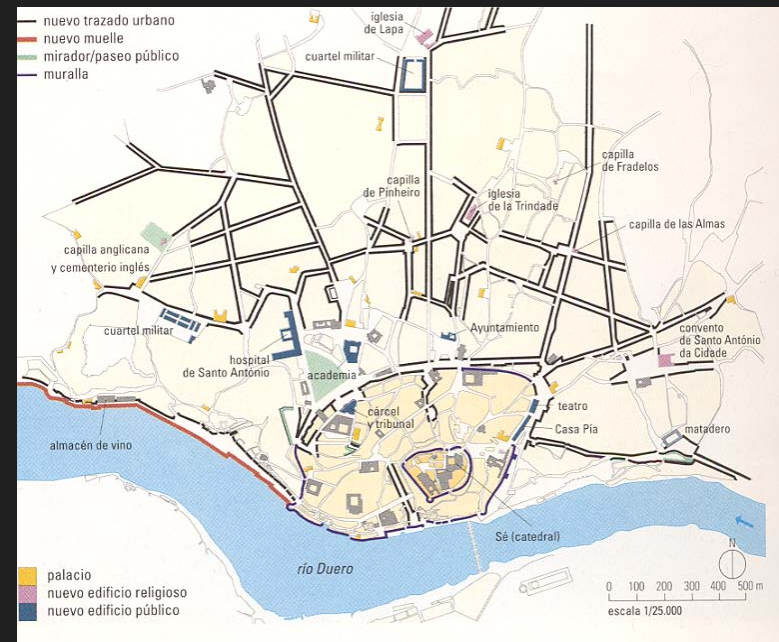 nuevo trazado urbano
nuevo muelle
mirador/paseo público
muralla
iglesia
de Lapa
cuartel militar
capilla
de Fradelos
capilla
de Pinheiro
iglesia
de la Trindade
capilla de las Almas
capilla anglicana
y cementerio inglés
cuartel militar
Ayuntamiento
convento
de Santo António
da Cidade
hospital
de Santo António
academia
cárcel
y tribunal
teatro
Casa Pía
matadero
almacén de vino
Sé (catedral)
río Duero
N
palacio
nuevo edificio religioso
nuevo edificio público
0 100 200 300 400 500 m
escala 1/25.000